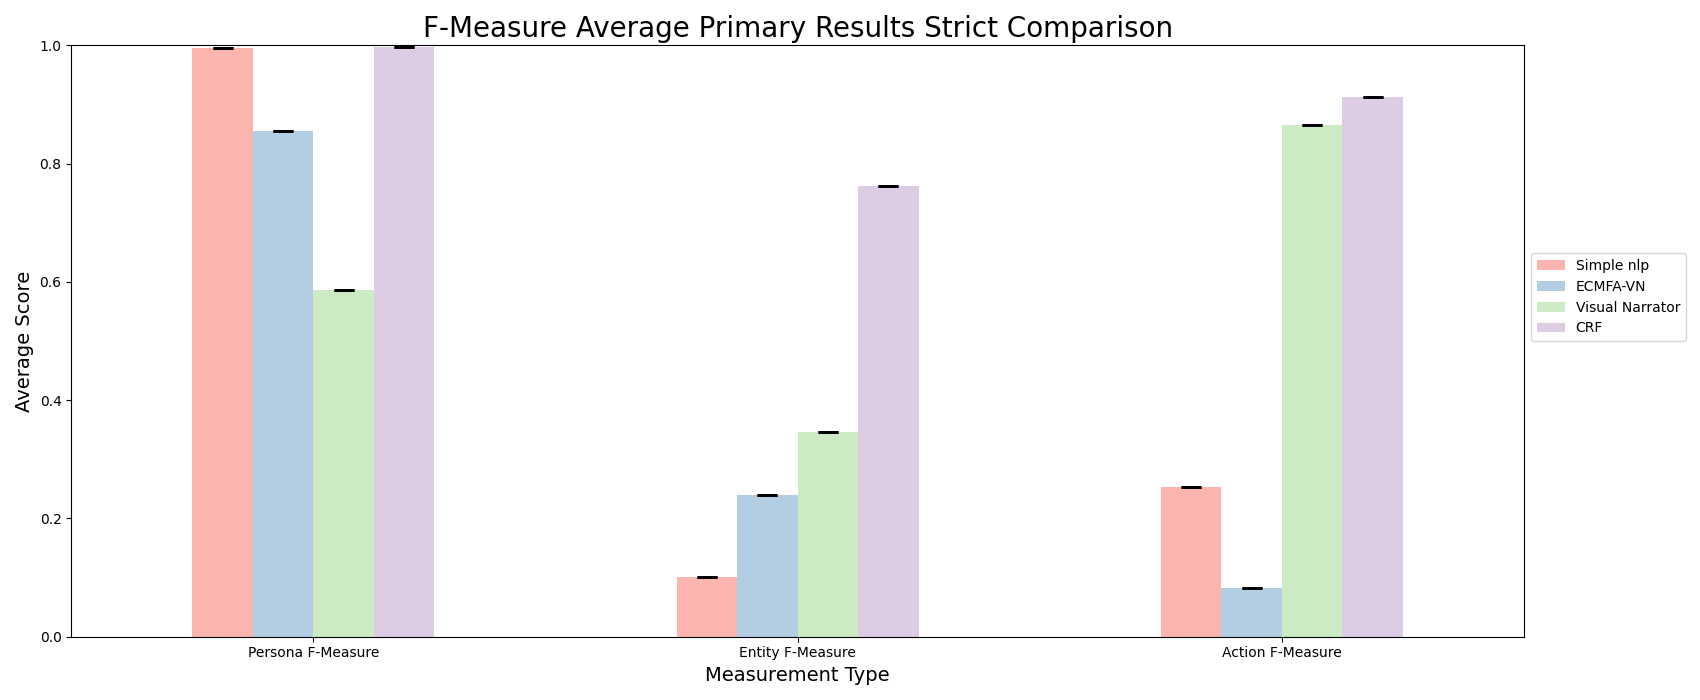 F-Measure Average Primary Results Strict Comparison
Average Score
1.0
0.8
0.6
0.4
0.2
0.0
Persona F-Measure
Entity F-Measure
Action F-Measure
Measurement Type
Simple nlp
ECMFA-VN
Visual Narrator
CRF